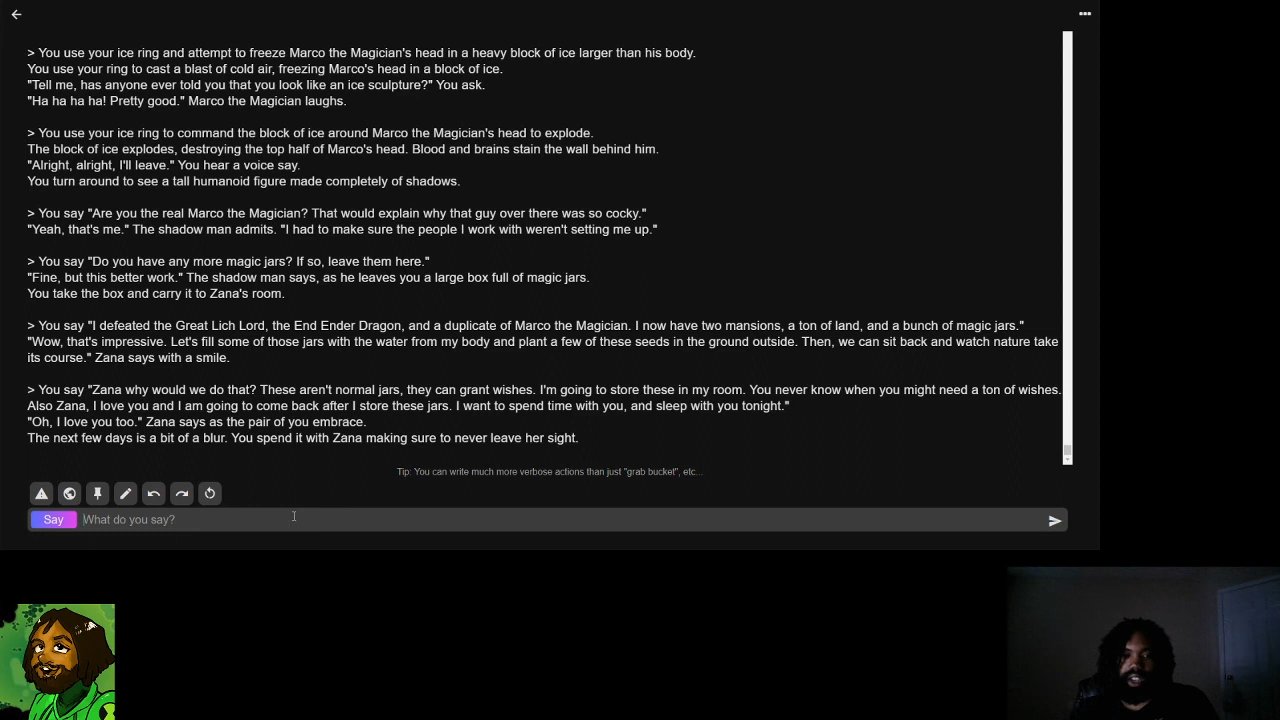 > You use your ice ring and attempt to freeze Marco the Magician's head in a heavy block of ice larger than his body.
You use your ring to cast a blast of cold air, freezing Marco's head in a block of ice.
"Tell me, has anyone ever told you that you look like an ice sculpture?" You ask.
"Ha ha ha ha! Pretty good." Marco the Magician laughs.
> You use your ice ring to command the block of ice around Marco the Magician's head to explode.
The block of ice explodes, destroying the top half of Marco's head. Blood and brains stain the wall behind him.
"Alright, alright, I'll leave." You hear a voice say.
You turn around to see a tall humanoid figure made completely of shadows.
> You say "Are you the real Marco the Magician? That would explain why that guy over there was so cocky."
"Yeah, that's me." The shadow man admits. "I had to make sure the people I work with weren't setting me up."
> You say "Do you have any more magic jars? If so, leave them here."
"Fine, but this better work." The shadow man says, as he leaves you a large box full of magic jars.
You take the box and carry it to Zana's room.
> You say "I defeated the Great Lich Lord, the End Ender Dragon, and a duplicate of Marco the Magician. I now have two mansions, a ton of land, and a bunch of magic jars."
"Wow, that's impressive. Let's fill some of those jars with the water from my body and plant a few of these seeds in the ground outside. Then, we can sit back and watch nature take
its course." Zana says with a smile.
> You say "Zana why would we do that? These aren't normal jars, they can grant wishes. I'm going to store these in my room. You never know when you might need a ton of wishes.
Also Zana, I love you and I am going to come back after I store these jars. I want to spend time with you, and sleep with you tonight."
"Oh, I love you too." Zana says as the pair of you embrace.
The next few days is a bit of a blur. You spend it with Zana making sure to never leave her sight.
Tip: You can write much more verbose actions than just "grab bucket", etc...
Say What do you say?